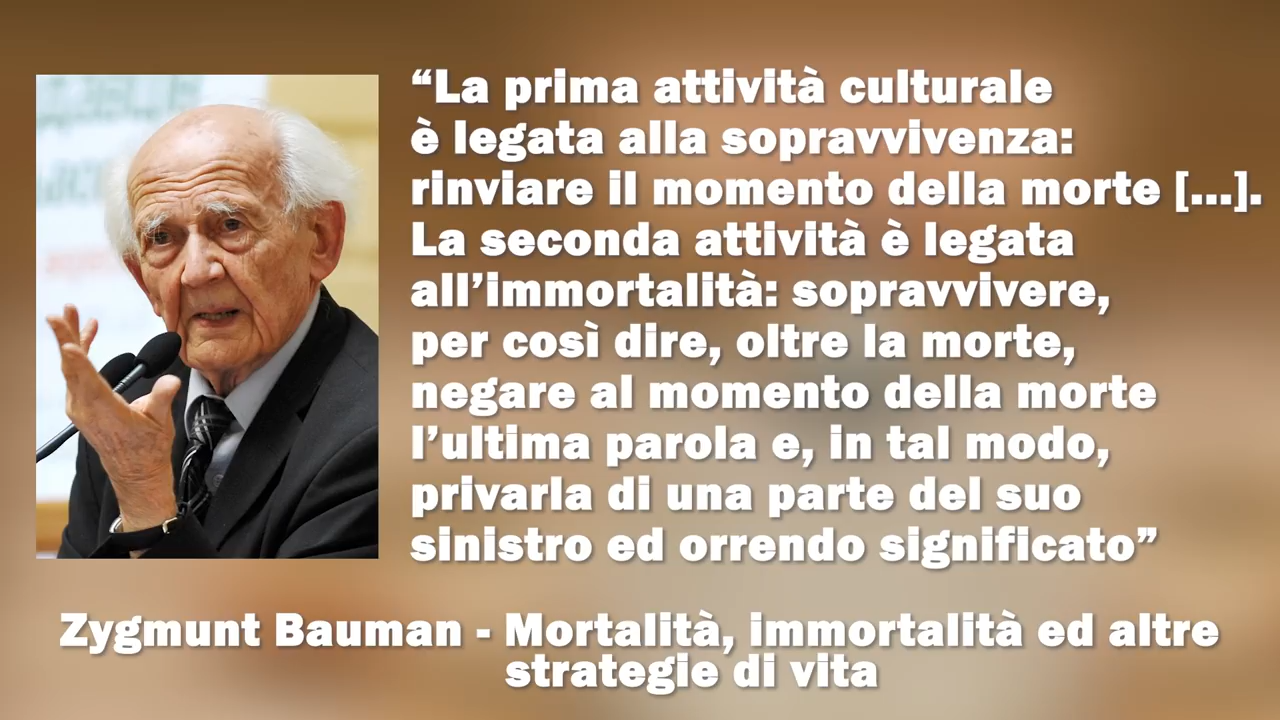 “La prima attività culturale
è legata alla sopravvivenza:
rinviare il momento della morte [...].
La seconda attività è legata
all’immortalità: sopravvivere,
per così dire, oltre la morte,
negare al momento della morte
l’ultima parola e, in tal modo,
privarla di una parte del suo
sinistro ed orrendo significato”
Zygmunt Bauman - Mortalità, immortalità ed altre
strategie di vita